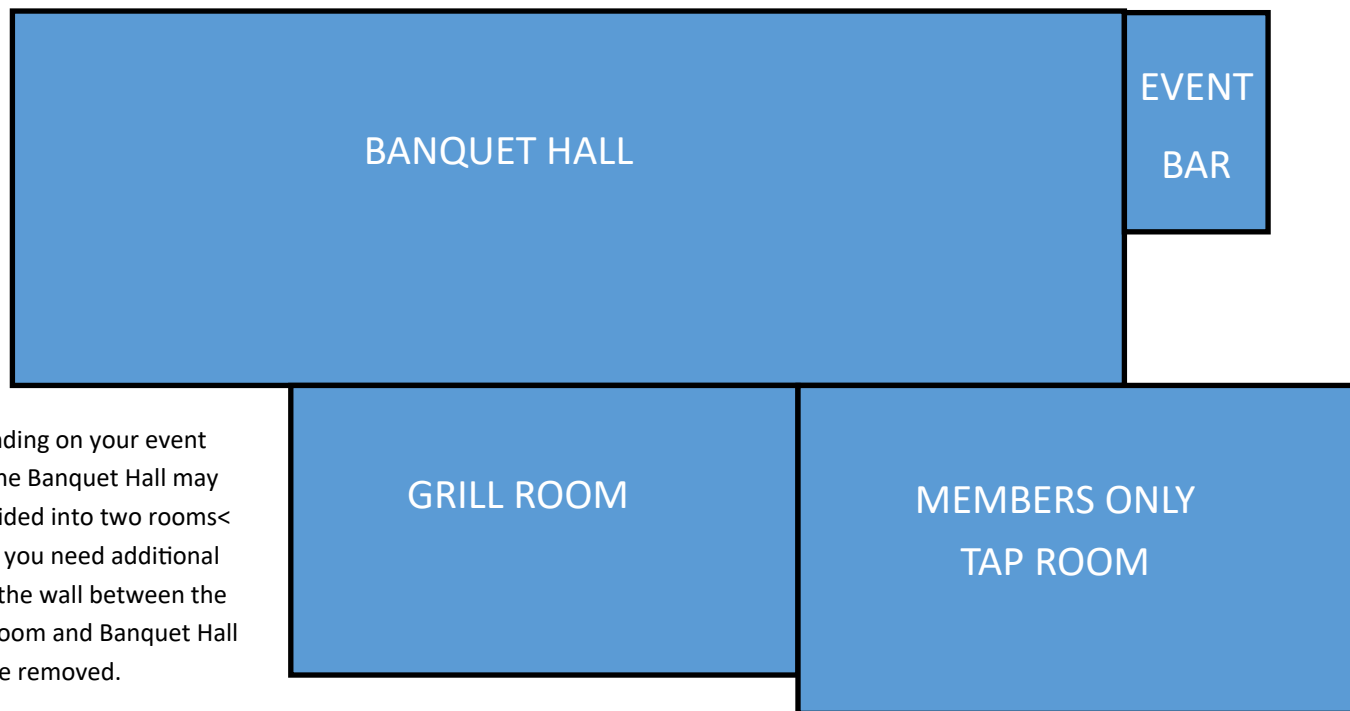 BANQUET HALL
EVENT
BAR
GRILL ROOM
MEMBERS ONLY
TAP ROOM
nding on your event
he Banquet Hall may
ided into two rooms<
you need additional
the wall between the
oom and Banquet Hall
e removed.